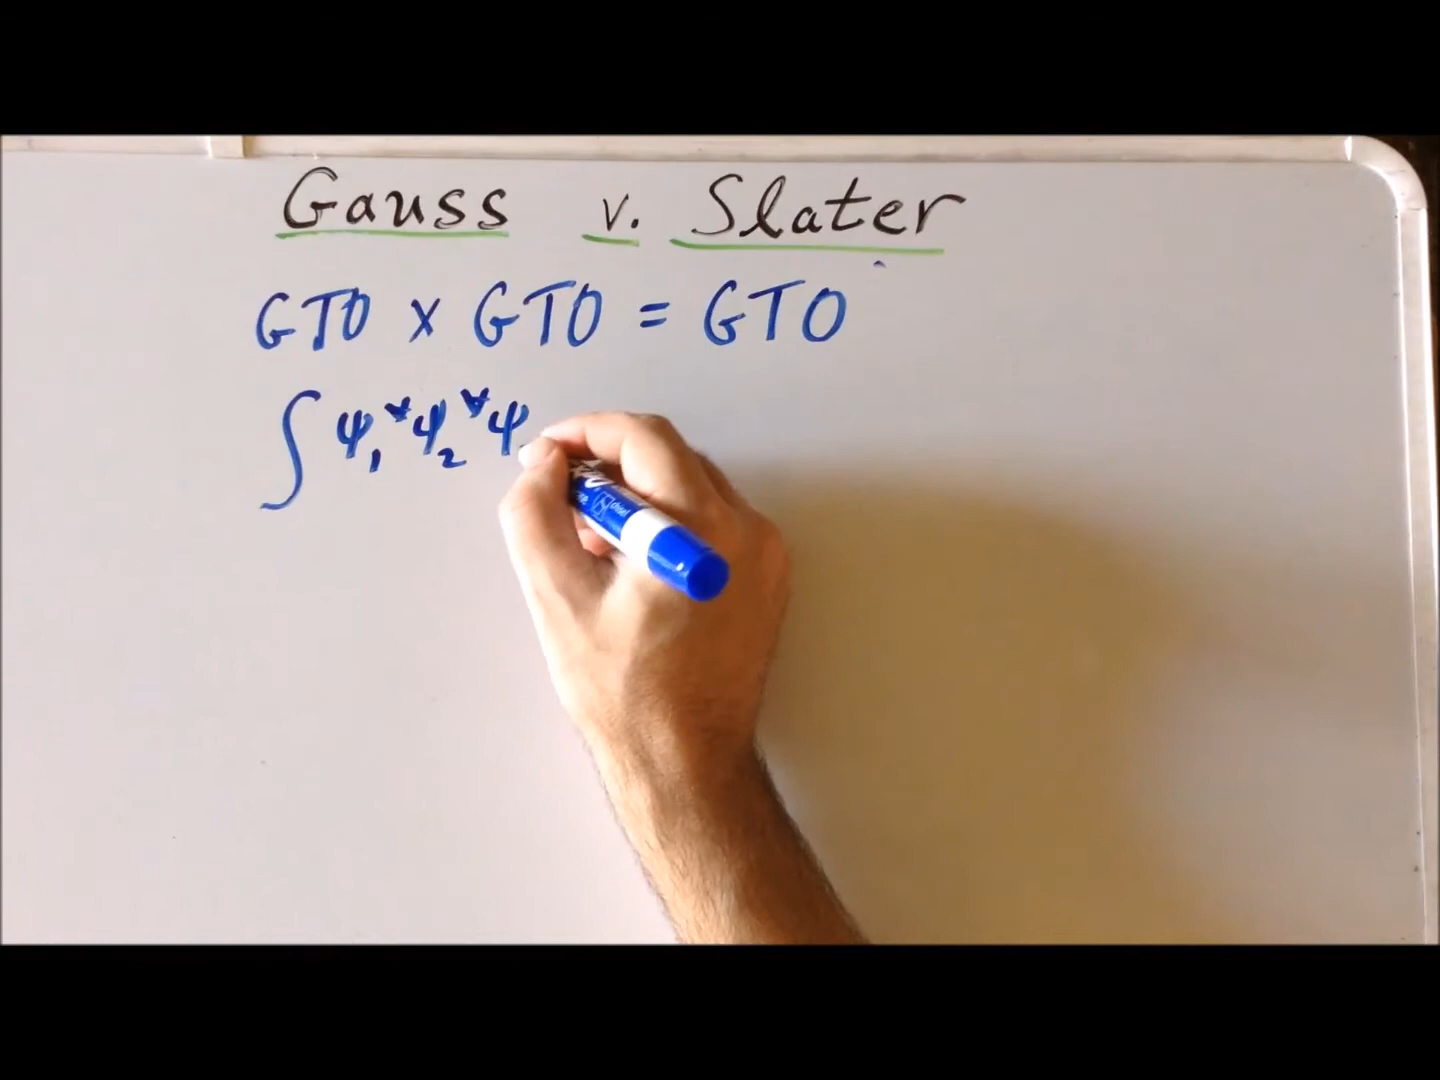 Gauss v. Slater
GTO x GTO = GTO
∫ ψ₁*ψ₂*ψ